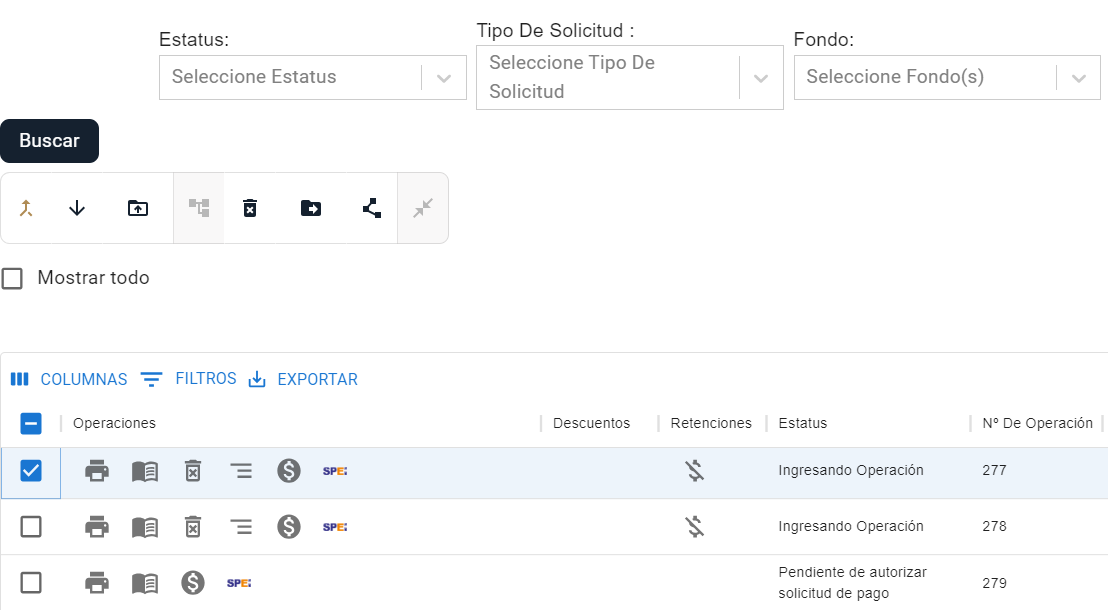 Estatus:
Tipo De Solicitud :
Fondo:
Seleccione Estatus
Seleccione Tipo De
Solicitud
Seleccione Fondo(s)
Buscar
Mostrar todo
COLUMNAS FILTROS EXPORTAR
Operaciones Descuentos Retenciones Estatus Nº De Operación
SPEI Ingresando Operación 277
SPEI Ingresando Operación 278
SPEI Pendiente de autorizar
solicitud de pago 279